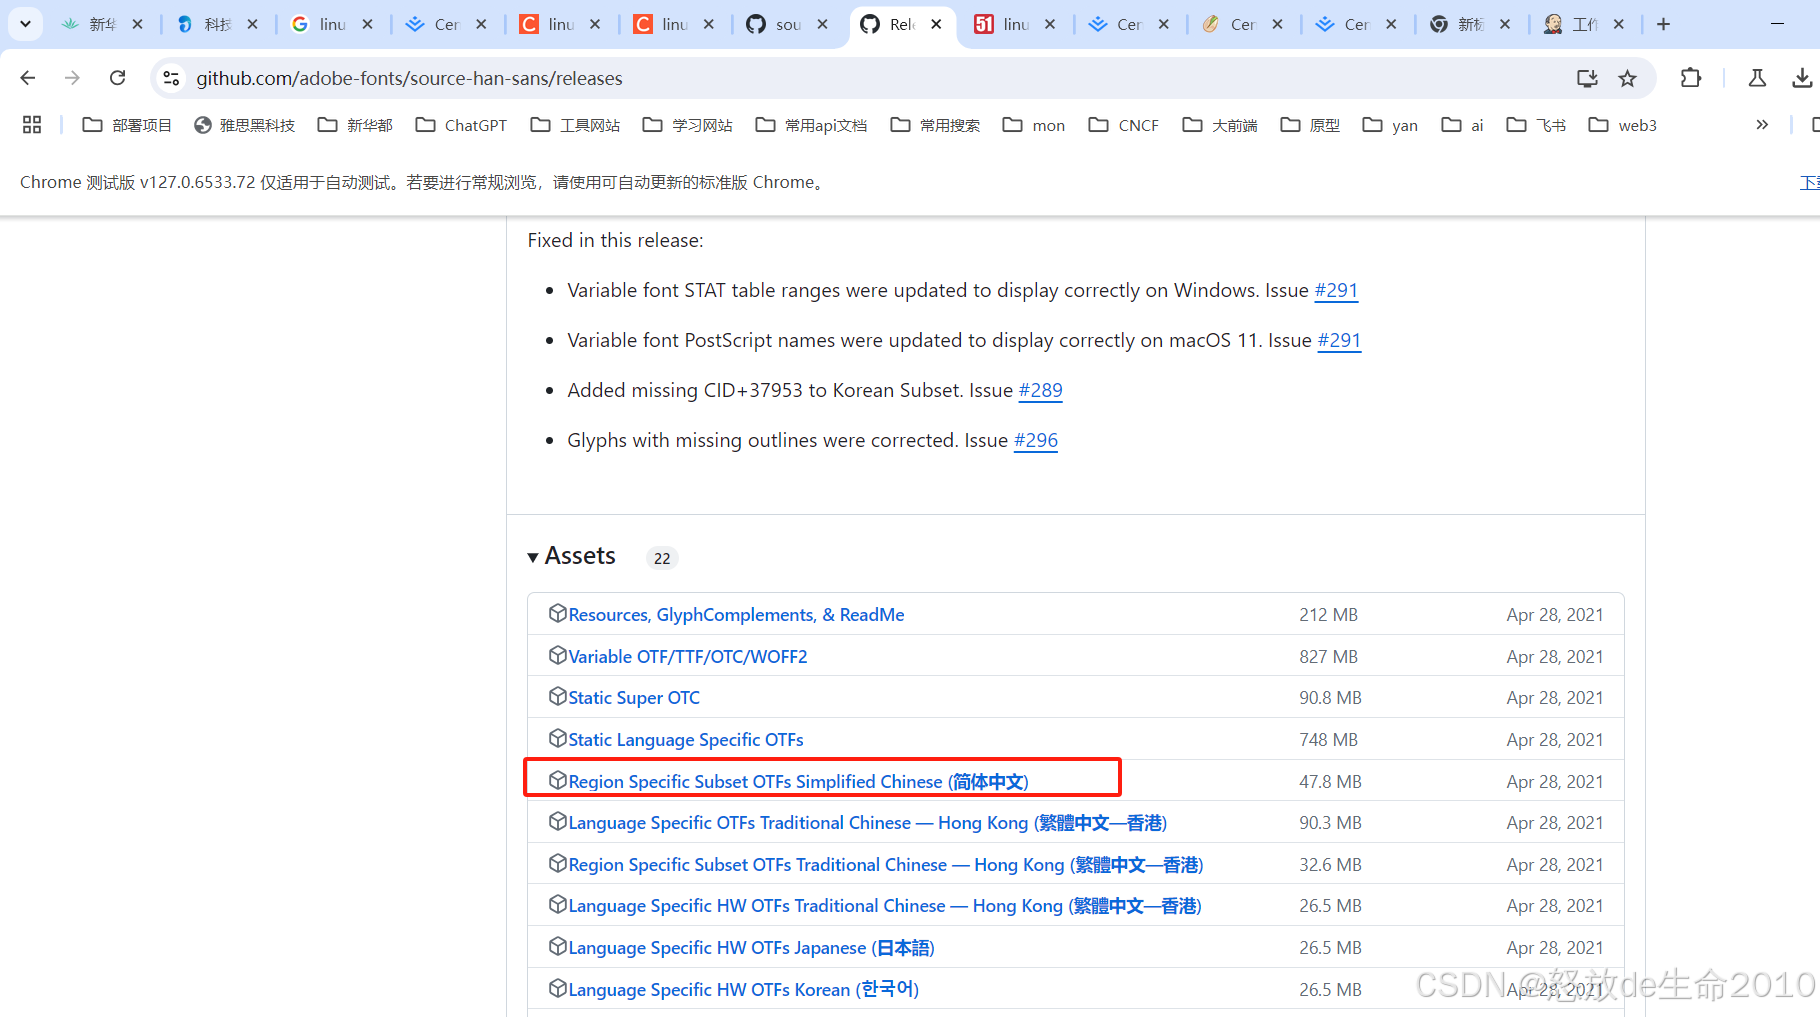 新华
科技
linu
Cen
linu
linu
sou
Rele
linu
Cen
Cen
Cen
新标
工作
github.com/adobe-fonts/source-han-sans/releases
部署项目 雅思黑科技 新华都 ChatGPT 工具网站 学习网站 常用api文档 常用搜索 mon CNCF 大前端 原型 yan ai 飞书 web3
Chrome 测试版 v127.0.6533.72 仅适用于自动测试。若要进行常规浏览，请使用可自动更新的标准版 Chrome。
Fixed in this release:
• Variable font STAT table ranges were updated to display correctly on Windows. Issue #291
• Variable font PostScript names were updated to display correctly on macOS 11. Issue #291
• Added missing CID+37953 to Korean Subset. Issue #289
• Glyphs with missing outlines were corrected. Issue #296
Assets 22
Resources, GlyphComplements, & ReadMe 212 MB Apr 28, 2021
Variable OTF/TTF/OTC/WOFF2 827 MB Apr 28, 2021
Static Super OTC 90.8 MB Apr 28, 2021
Static Language Specific OTFs 748 MB Apr 28, 2021
Region Specific Subset OTFs Simplified Chinese (简体中文) 47.8 MB Apr 28, 2021
Language Specific OTFs Traditional Chinese — Hong Kong (繁體中文—香港) 90.3 MB Apr 28, 2021
Region Specific Subset OTFs Traditional Chinese — Hong Kong (繁體中文—香港) 32.6 MB Apr 28, 2021
Language Specific HW OTFs Traditional Chinese — Hong Kong (繁體中文—香港) 26.5 MB Apr 28, 2021
Language Specific HW OTFs Japanese (日本語) 26.5 MB Apr 28, 2021
Language Specific HW OTFs Korean (한국어) 26.5 MB Apr 28, 2021
CSDN @怒放de生命2010